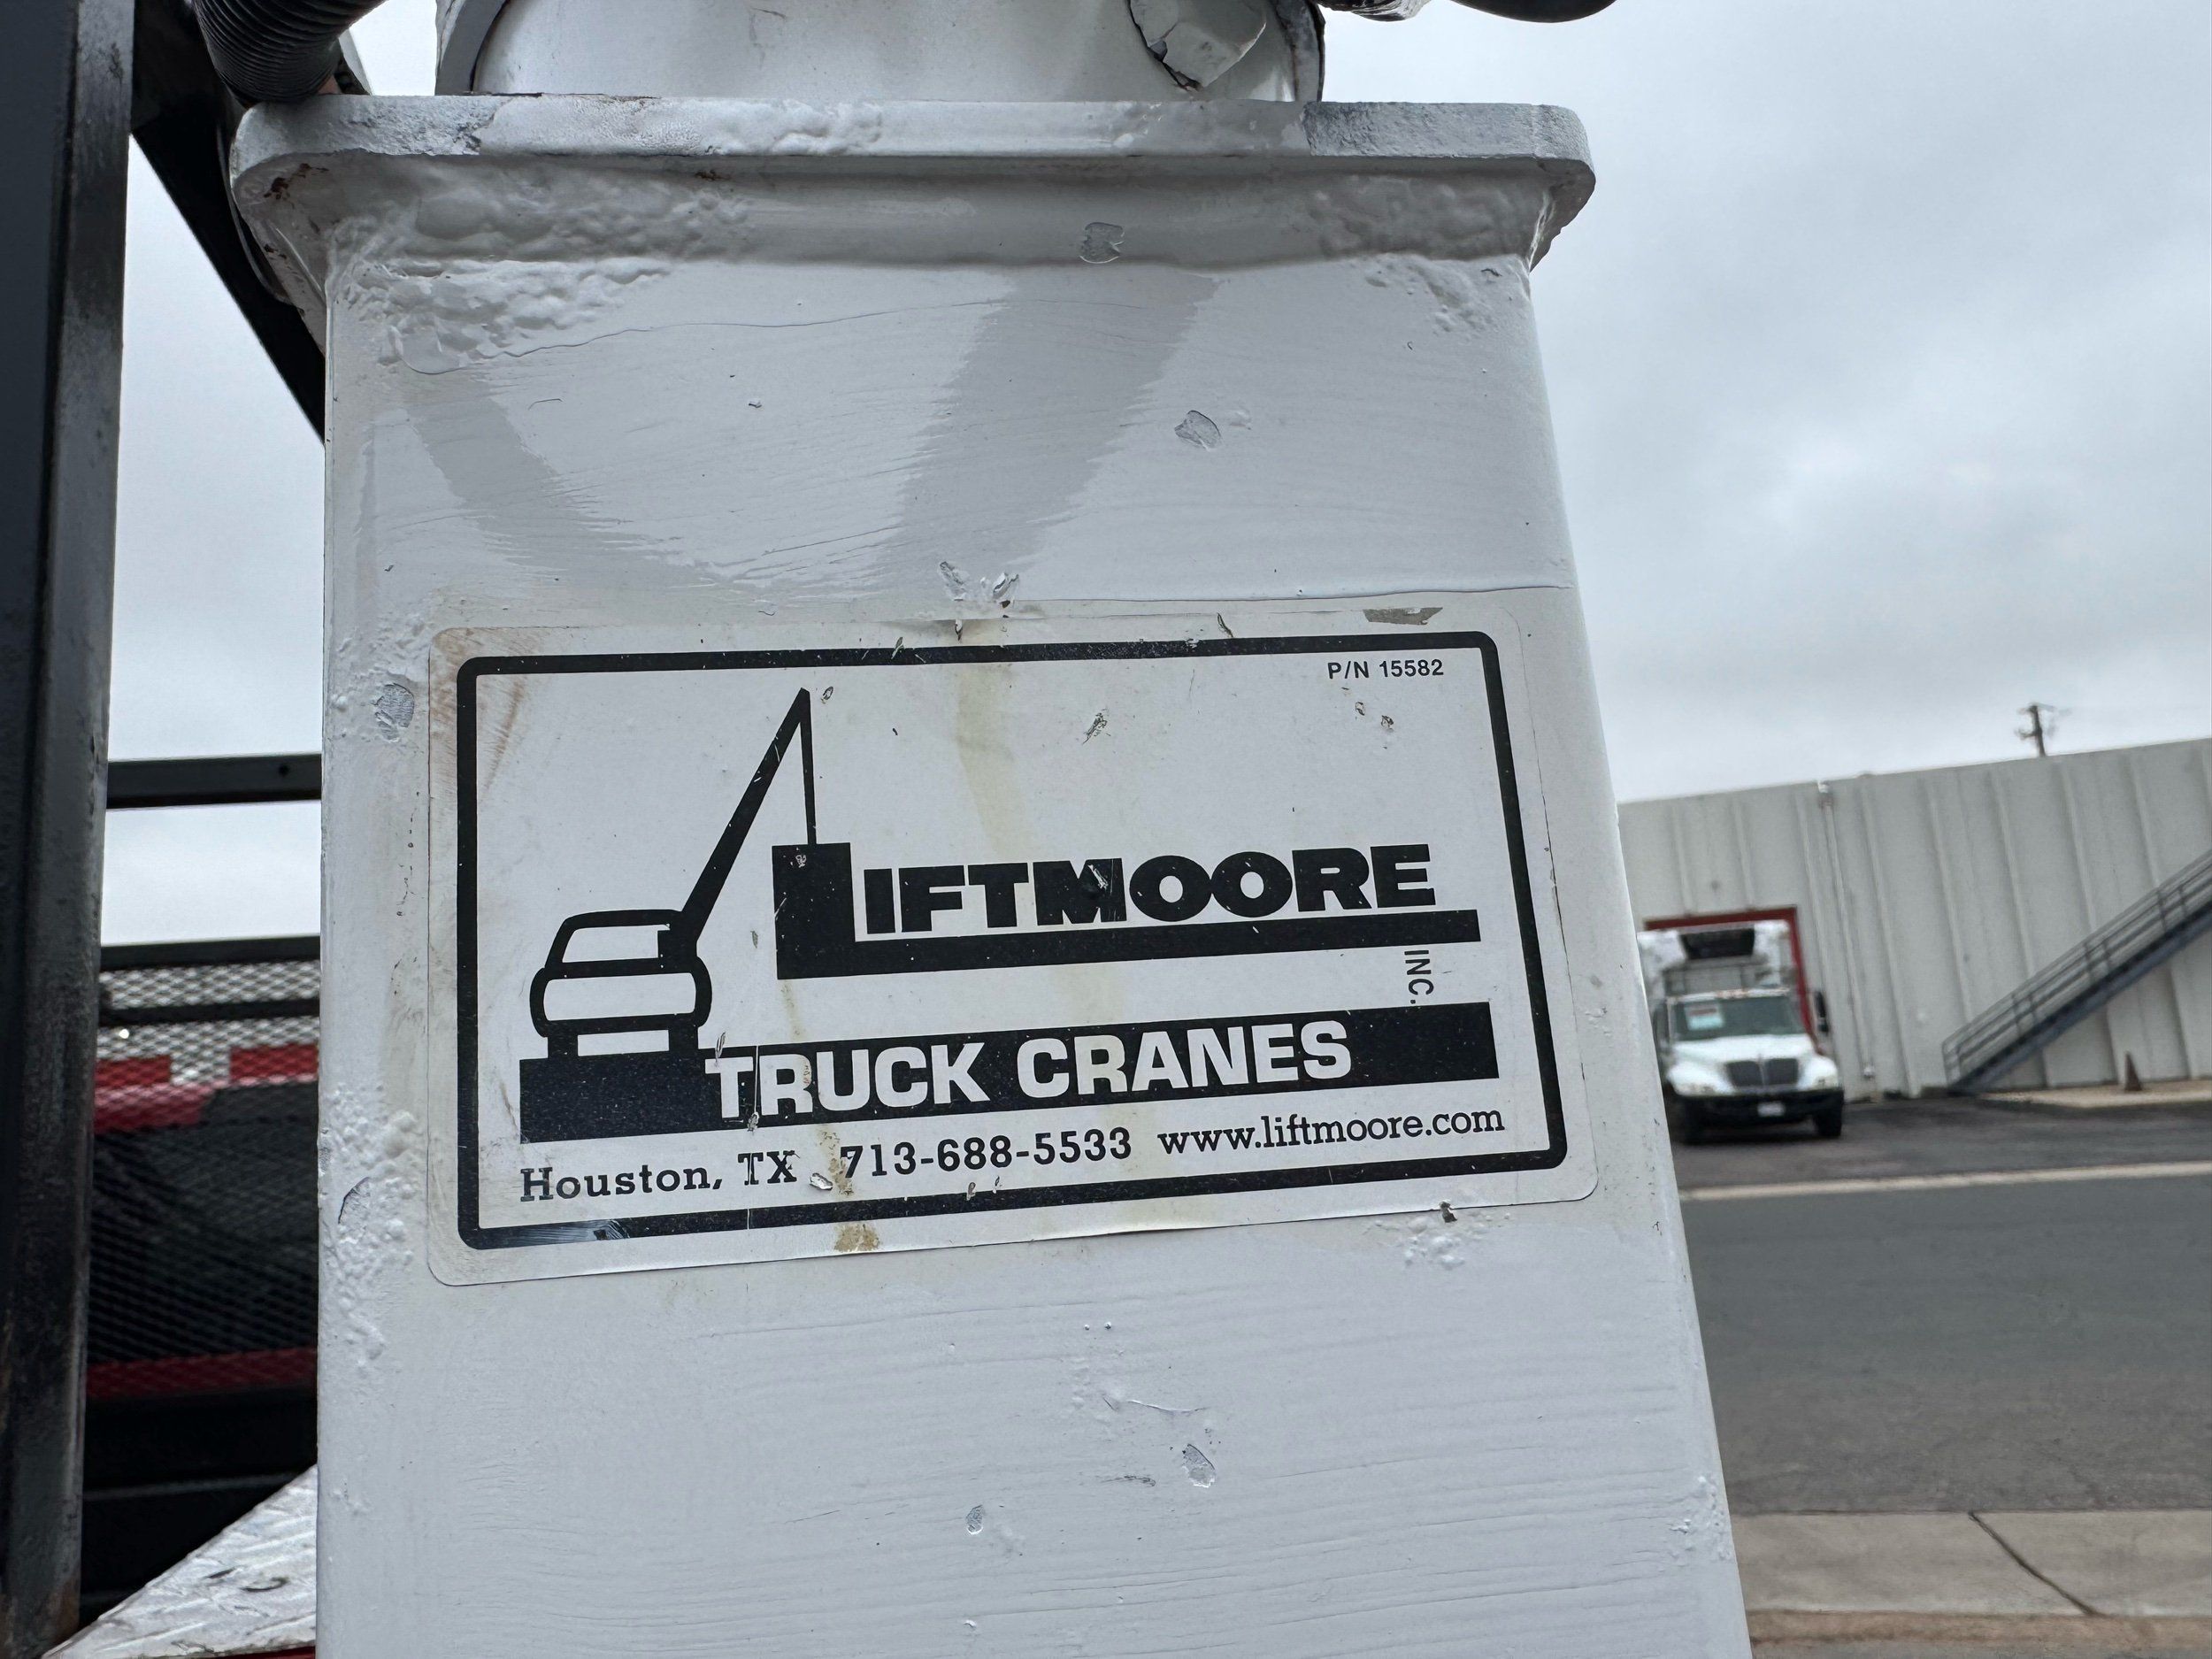 P/N 15582
LIFTMOORE
INC.
TRUCK CRANES
Houston, TX 713-688-5533 www.liftmoore.com